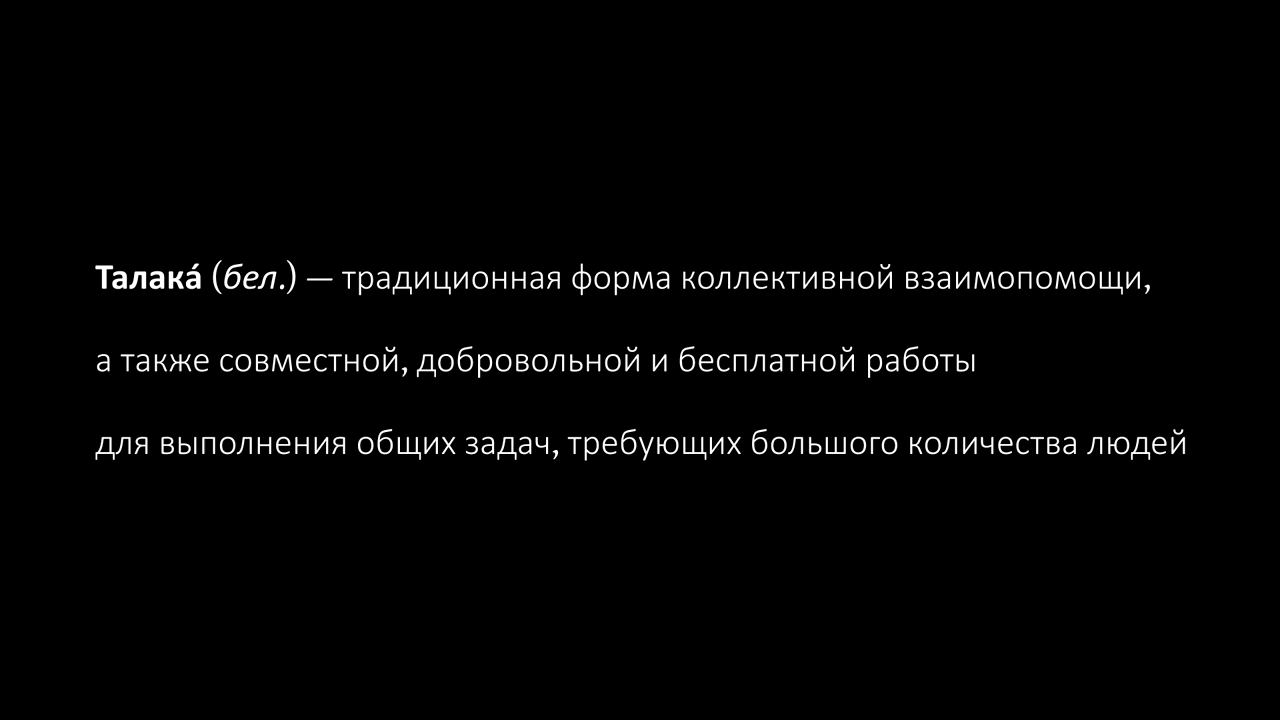 Талака́ (бел.) — традиционная форма коллективной взаимопомощи,
а также совместной, добровольной и бесплатной работы
для выполнения общих задач, требующих большого количества людей